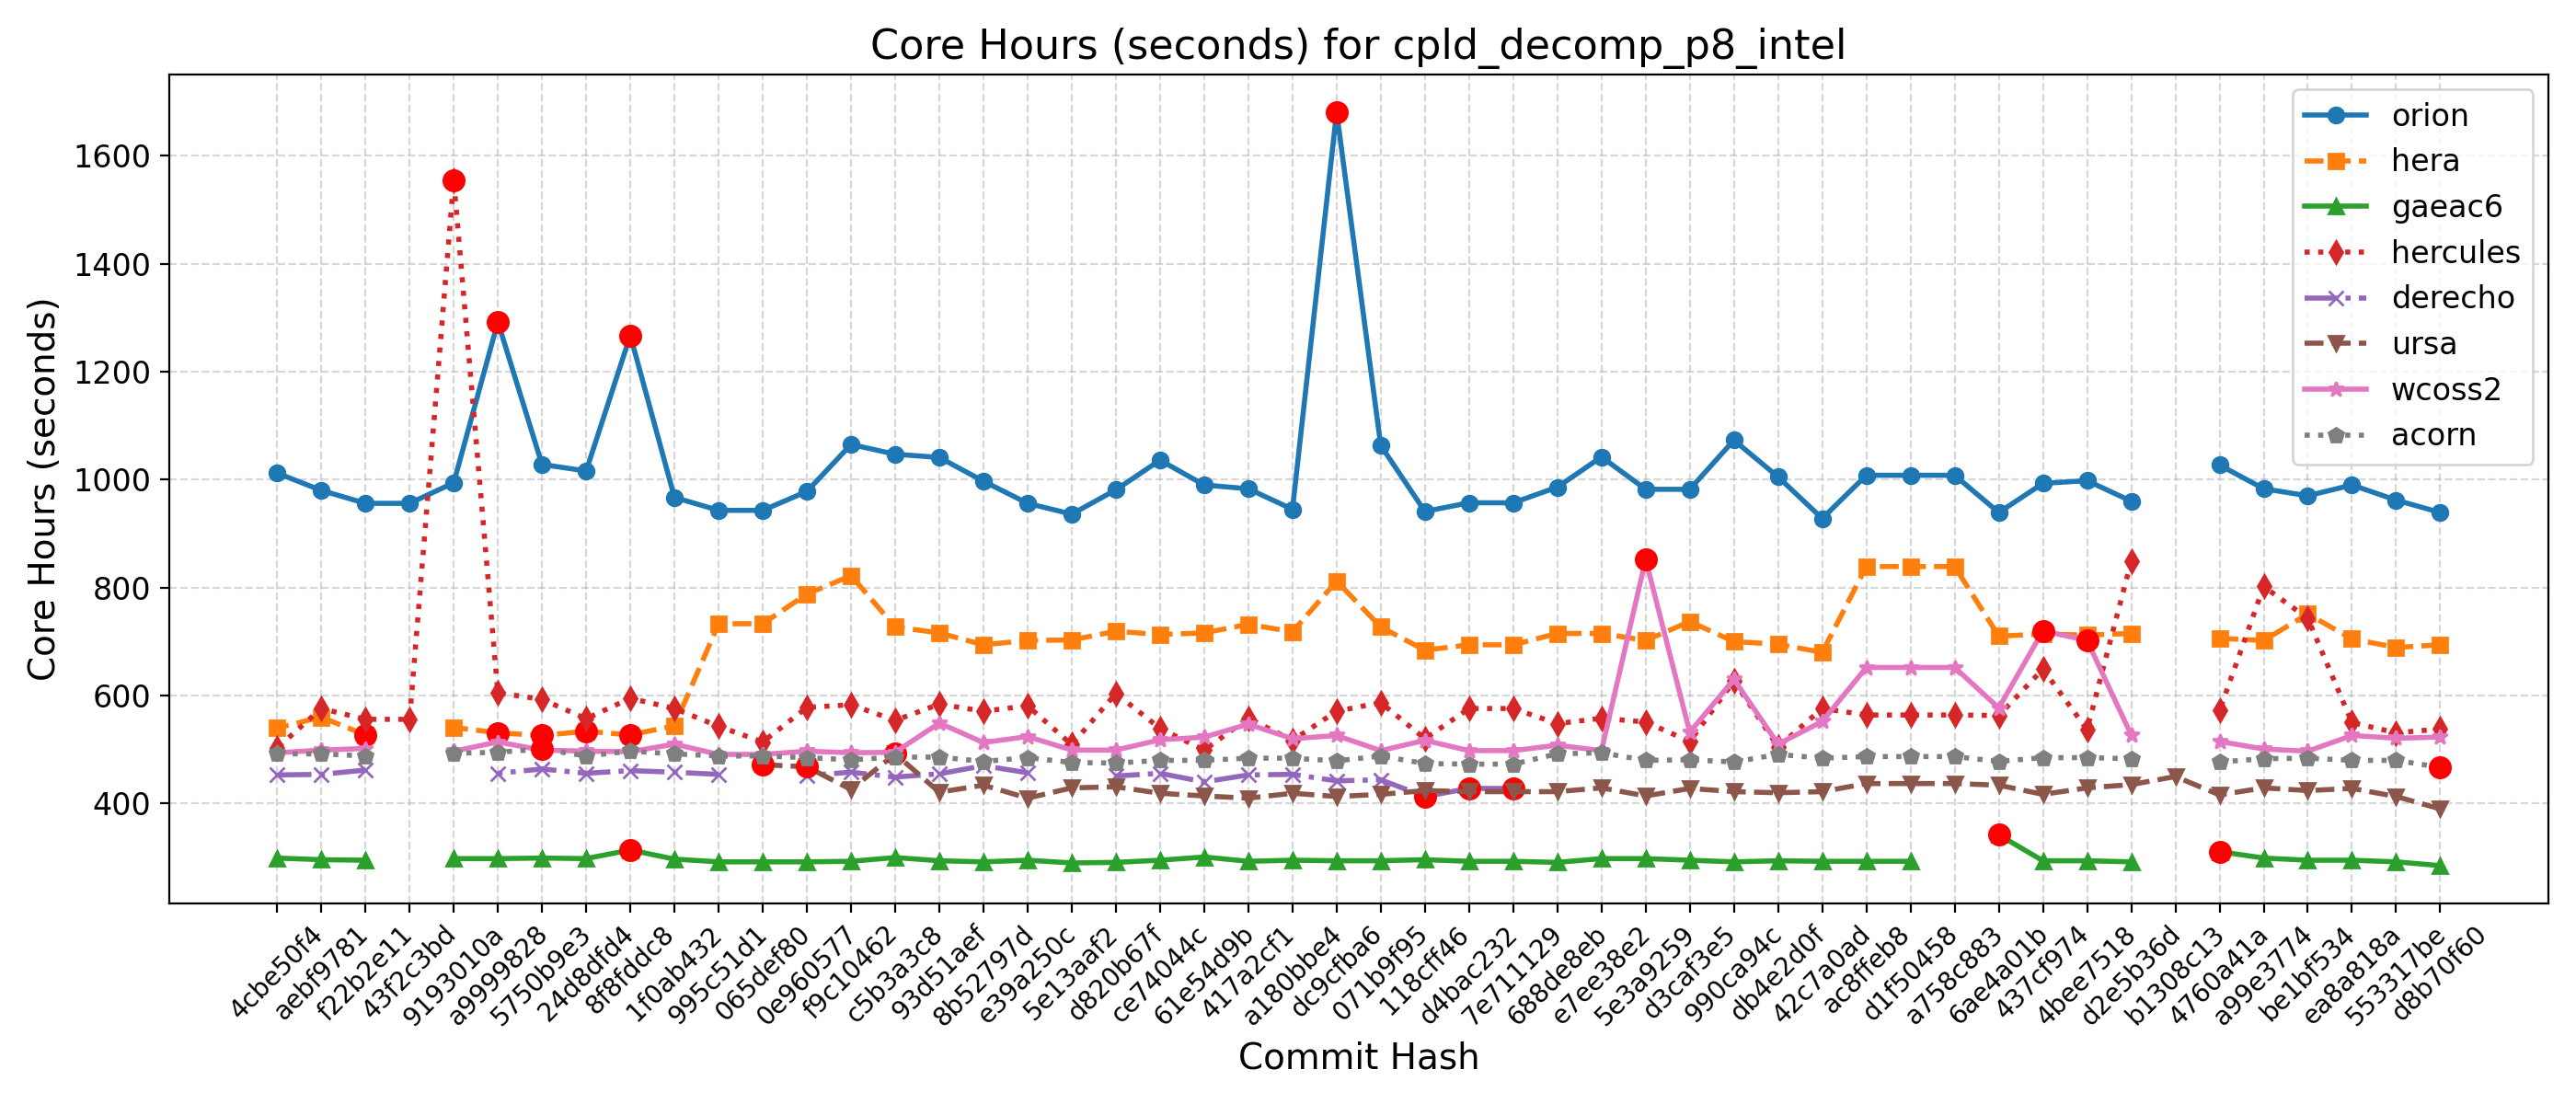 Core Hours (seconds) for cpld_decomp_p8_intel
Core Hours (seconds)
1600
1400
1200
1000
800
600
400
orion
hera
gaeac6
hercules
derecho
ursa
wcoss2
acorn
4cbe50f4
aebf9781
f22b2e11
43f2c3bd
9193010a
a9999828
5750b9e3
24d8dfd4
8f8fddc8
1f0ab432
995c51d1
065def80
0e960577
f9c10462
c5b3a3c8
93d51aef
8b52797d
e39a250c
5e13aaf2
d820b67f
ce74044c
61e54d9b
417a2cf1
a180bbe4
dc9cfba6
071b9f95
118cff46
d4bac232
7e711129
688de8eb
e7ee38e2
5e3a9259
d3caf3e5
990ca94c
db4e2d0f
42c7a0ad
ac8ffeb8
d1f50458
a758c883
6ae4a01b
437cf974
4bee7518
d2e5b36d
b1308c13
4760a41a
a99e3774
be1bf534
ea8a818a
553317be
d8b70f60
Commit Hash